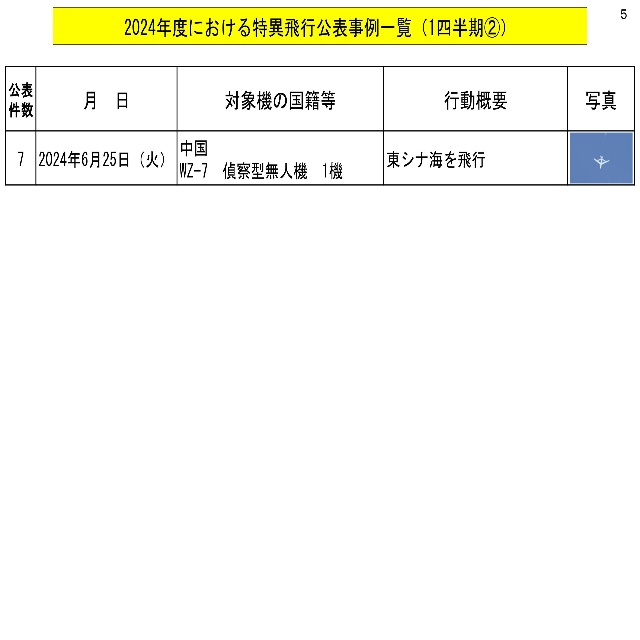 5
2024年度における特異飛行公表事例一覧（1四半期②）
公表件数
月　日
対象機の国籍等
行動概要
写真
7
2024年6月25日（火）
中国
WZ-7　偵察型無人機　1機
東シナ海を飛行